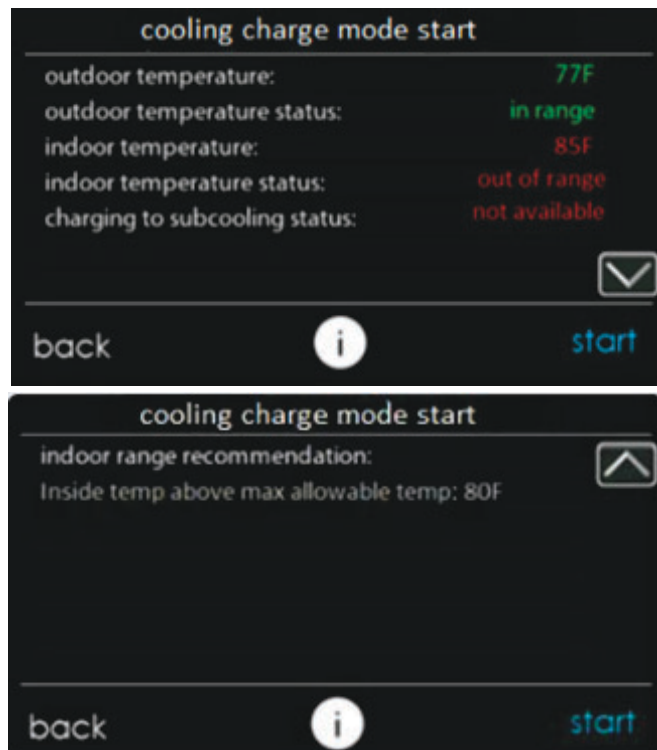 cooling charge mode start
outdoor temperature: 77F
outdoor temperature status: in range
indoor temperature: 85F
indoor temperature status: out of range
charging to subcooling status: not available
back i start
cooling charge mode start
indoor range recommendation:
Inside temp above max allowable temp: 80F
back i start